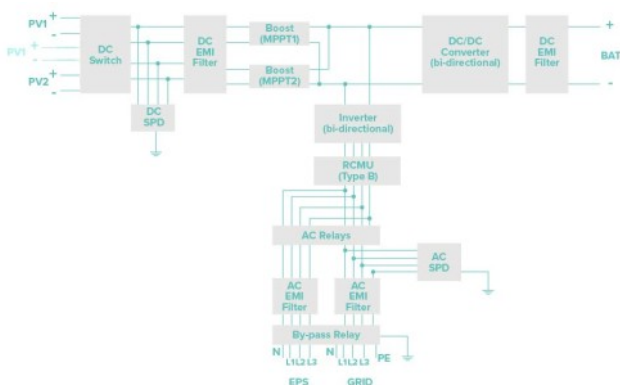 PV1 +
-
PV1 +
-
PV2 +
-
DC
Switch
DC
SPD
DC
EMI
Filter
Boost
(MPPT1)
Boost
(MPPT2)
DC/DC
Converter
(bi-directional)
DC
EMI
Filter
+
BAT
-
Inverter
(bi-directional)
RCMU
(Type B)
AC Relays
AC
SPD
AC
EMI
Filter
AC
EMI
Filter
By-pass Relay
N L1 L2 L3 N L1 L2 L3 PE
EPS GRID